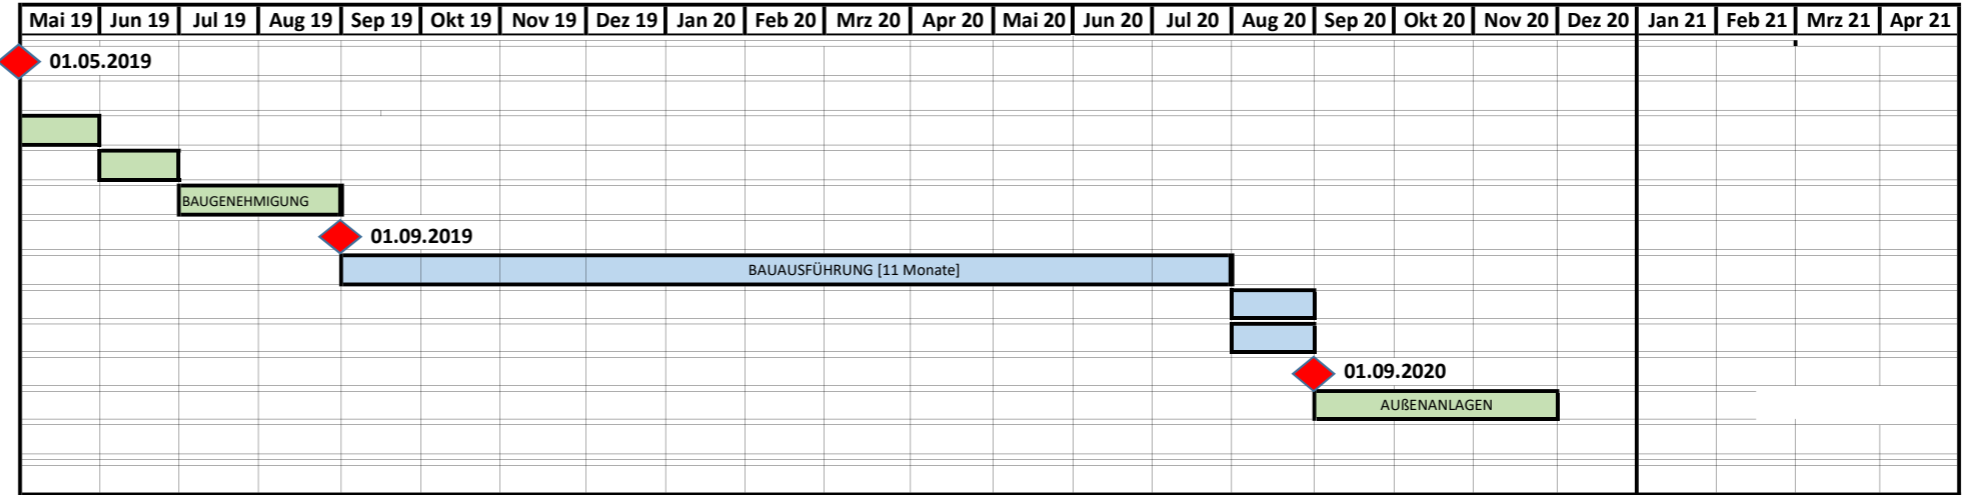 Mai 19 Jun 19 Jul 19 Aug 19 Sep 19 Okt 19 Nov 19 Dez 19 Jan 20 Feb 20 Mrz 20 Apr 20 Mai 20 Jun 20 Jul 20 Aug 20 Sep 20 Okt 20 Nov 20 Dez 20 Jan 21 Feb 21 Mrz 21 Apr 21
01.05.2019
BAUGENEHMIGUNG
01.09.2019
BAUAUSFÜHRUNG [11 Monate]
01.09.2020
AUßENANLAGEN